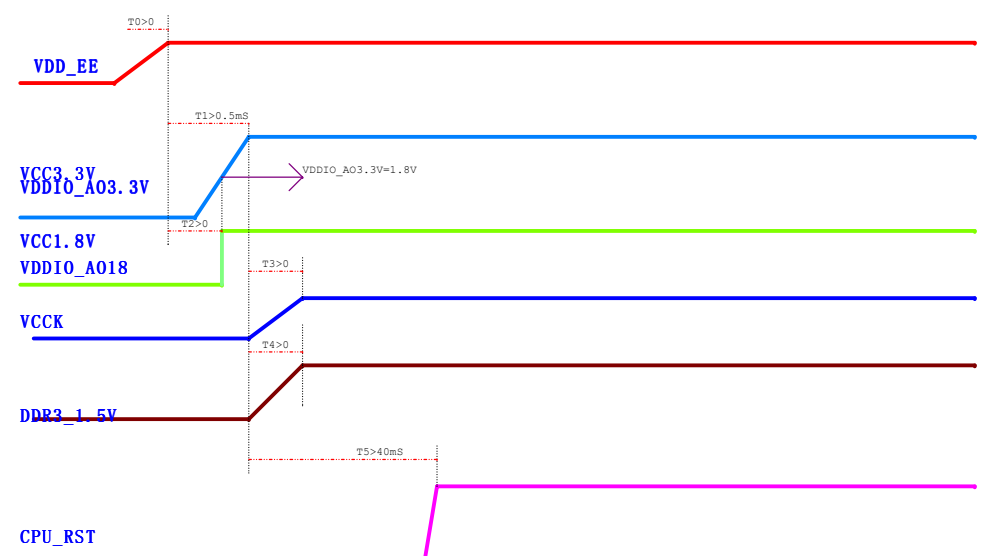 T0>0
VDD_EE
T1>0.5mS
VCC3.3V
VDDIO_AO3.3V=1.8V
VDDIO_AO3.3V
T2>0
VCC1.8V
VDDIO_AO18
T3>0
VCCK
T4>0
DDR3_1.5V
T5>40mS
CPU_RST